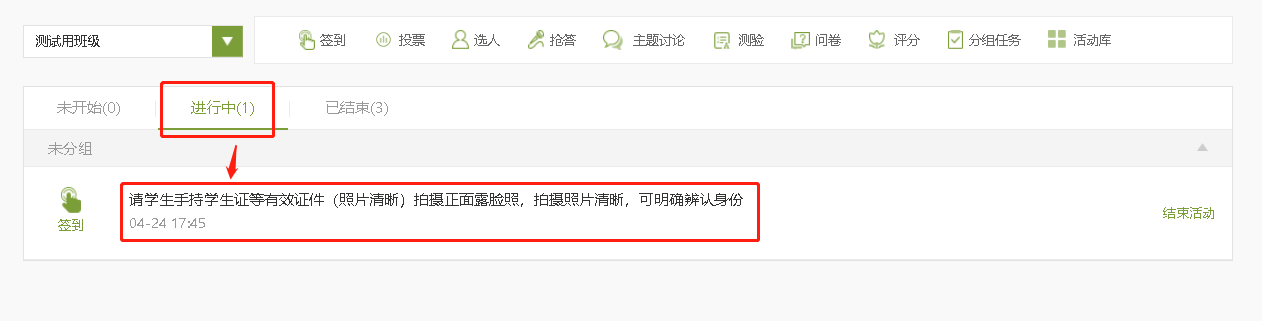 测试用班级
签到 投票 选人 抢答 主题讨论 测验 问卷 评分 分组任务 活动库
未开始(0) 进行中(1) 已结束(3)
未分组
请学生手持学生证等有效证件（照片清晰）拍摄正面露脸照，拍摄照片清晰，可明确辨认身份
04-24 17:45
签到
结束活动